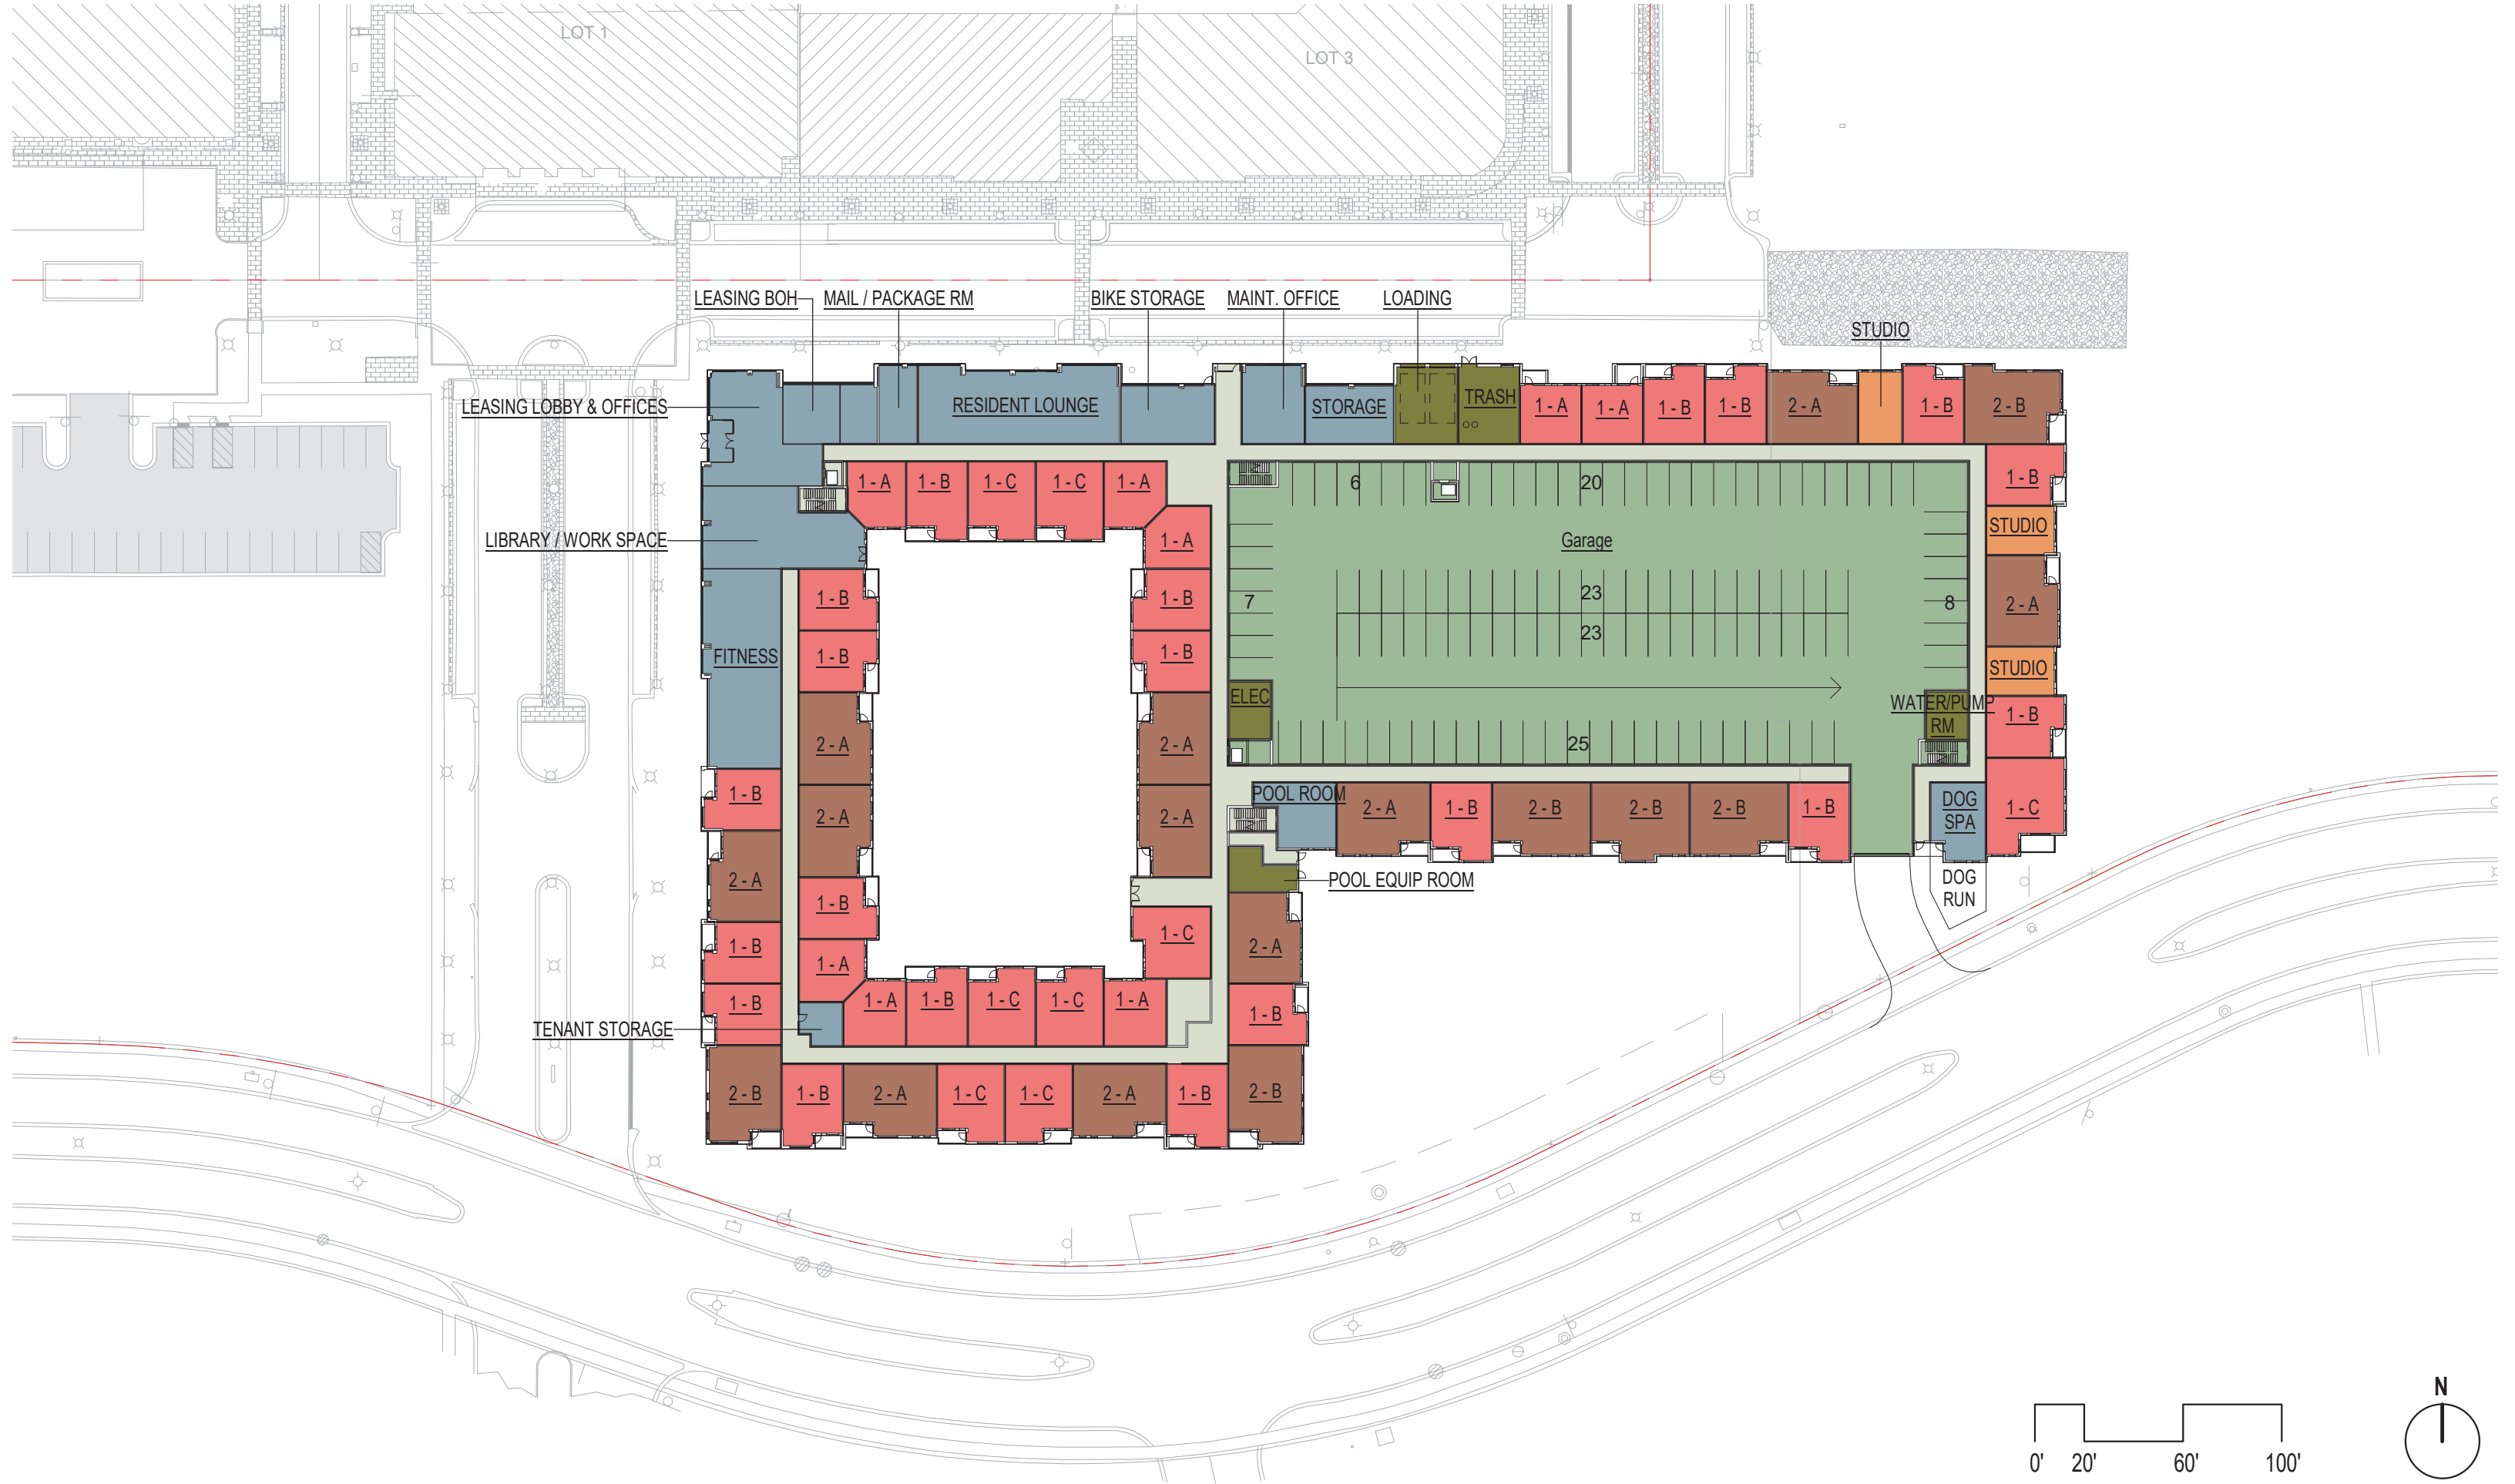 LOT 1
LOT 3
LEASING BOH
MAIL / PACKAGE RM
BIKE STORAGE
MAINT. OFFICE
LOADING
STUDIO
LEASING LOBBY & OFFICES
RESIDENT LOUNGE
STORAGE
TRASH
1 - A
1 - A
1 - B
1 - B
2 - A
1 - B
2 - B
1 - A
1 - B
1 - C
1 - C
1 - A
6
20
1 - B
LIBRARY / WORK SPACE
1 - A
Garage
STUDIO
1 - B
1 - B
7
23
8
2 - A
23
FITNESS
1 - B
1 - B
STUDIO
ELEC
WATER/PUMP
RM
1 - B
2 - A
2 - A
25
1 - B
POOL ROOM
2 - A
2 - A
2 - A
1 - B
2 - B
2 - B
2 - B
1 - B
DOG
SPA
1 - C
2 - A
POOL EQUIP ROOM
DOG
RUN
1 - B
1 - C
1 - B
2 - A
1 - A
1 - B
1 - A
1 - B
1 - C
1 - C
1 - A
1 - B
TENANT STORAGE
2 - B
1 - B
2 - A
1 - C
1 - C
2 - A
1 - B
2 - B
N
0' 20' 60' 100'